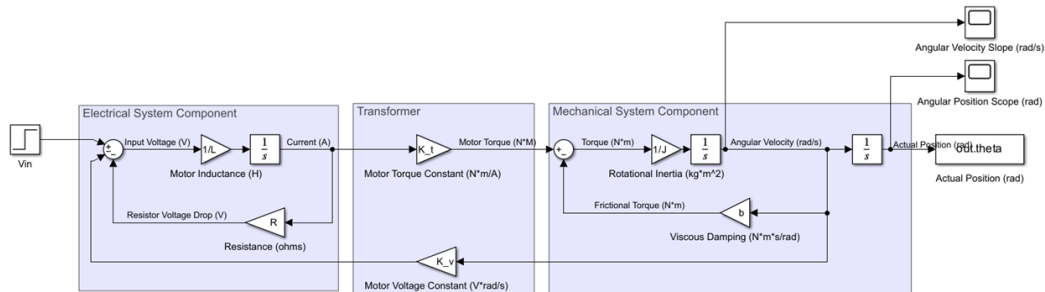 Angular Velocity Slope (rad/s)
Angular Position Scope (rad)
Electrical System Component
Transformer
Mechanical System Component
Vin
Input Voltage (V)
1/L
1
s
Current (A)
Motor Inductance (H)
K_t
Motor Torque (N*M)
Motor Torque Constant (N*m/A)
Torque (N*m)
1/J
1
s
Angular Velocity (rad/s)
Rotational Inertia (kg*m^2)
1
s
Actual Position (rad)
out.theta
Actual Position (rad)
Resistor Voltage Drop (V)
R
Resistance (ohms)
Frictional Torque (N*m)
b
Viscous Damping (N*m*s/rad)
K_v
Motor Voltage Constant (V*rad/s)